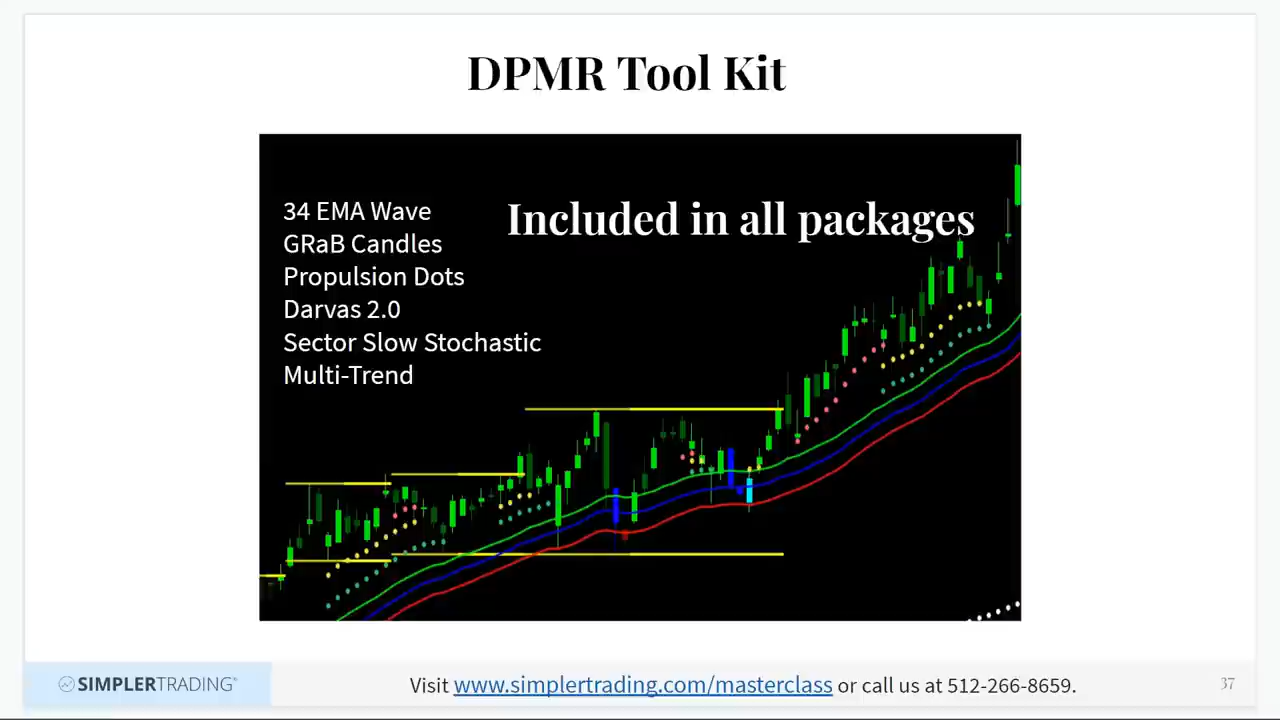 DPMR Tool Kit
34 EMA Wave
GRaB Candles
Propulsion Dots
Darvas 2.0
Sector Slow Stochastic
Multi-Trend
Included in all packages
SIMPLERTRADING
Visit www.simplertrading.com/masterclass or call us at 512-266-8659.
37